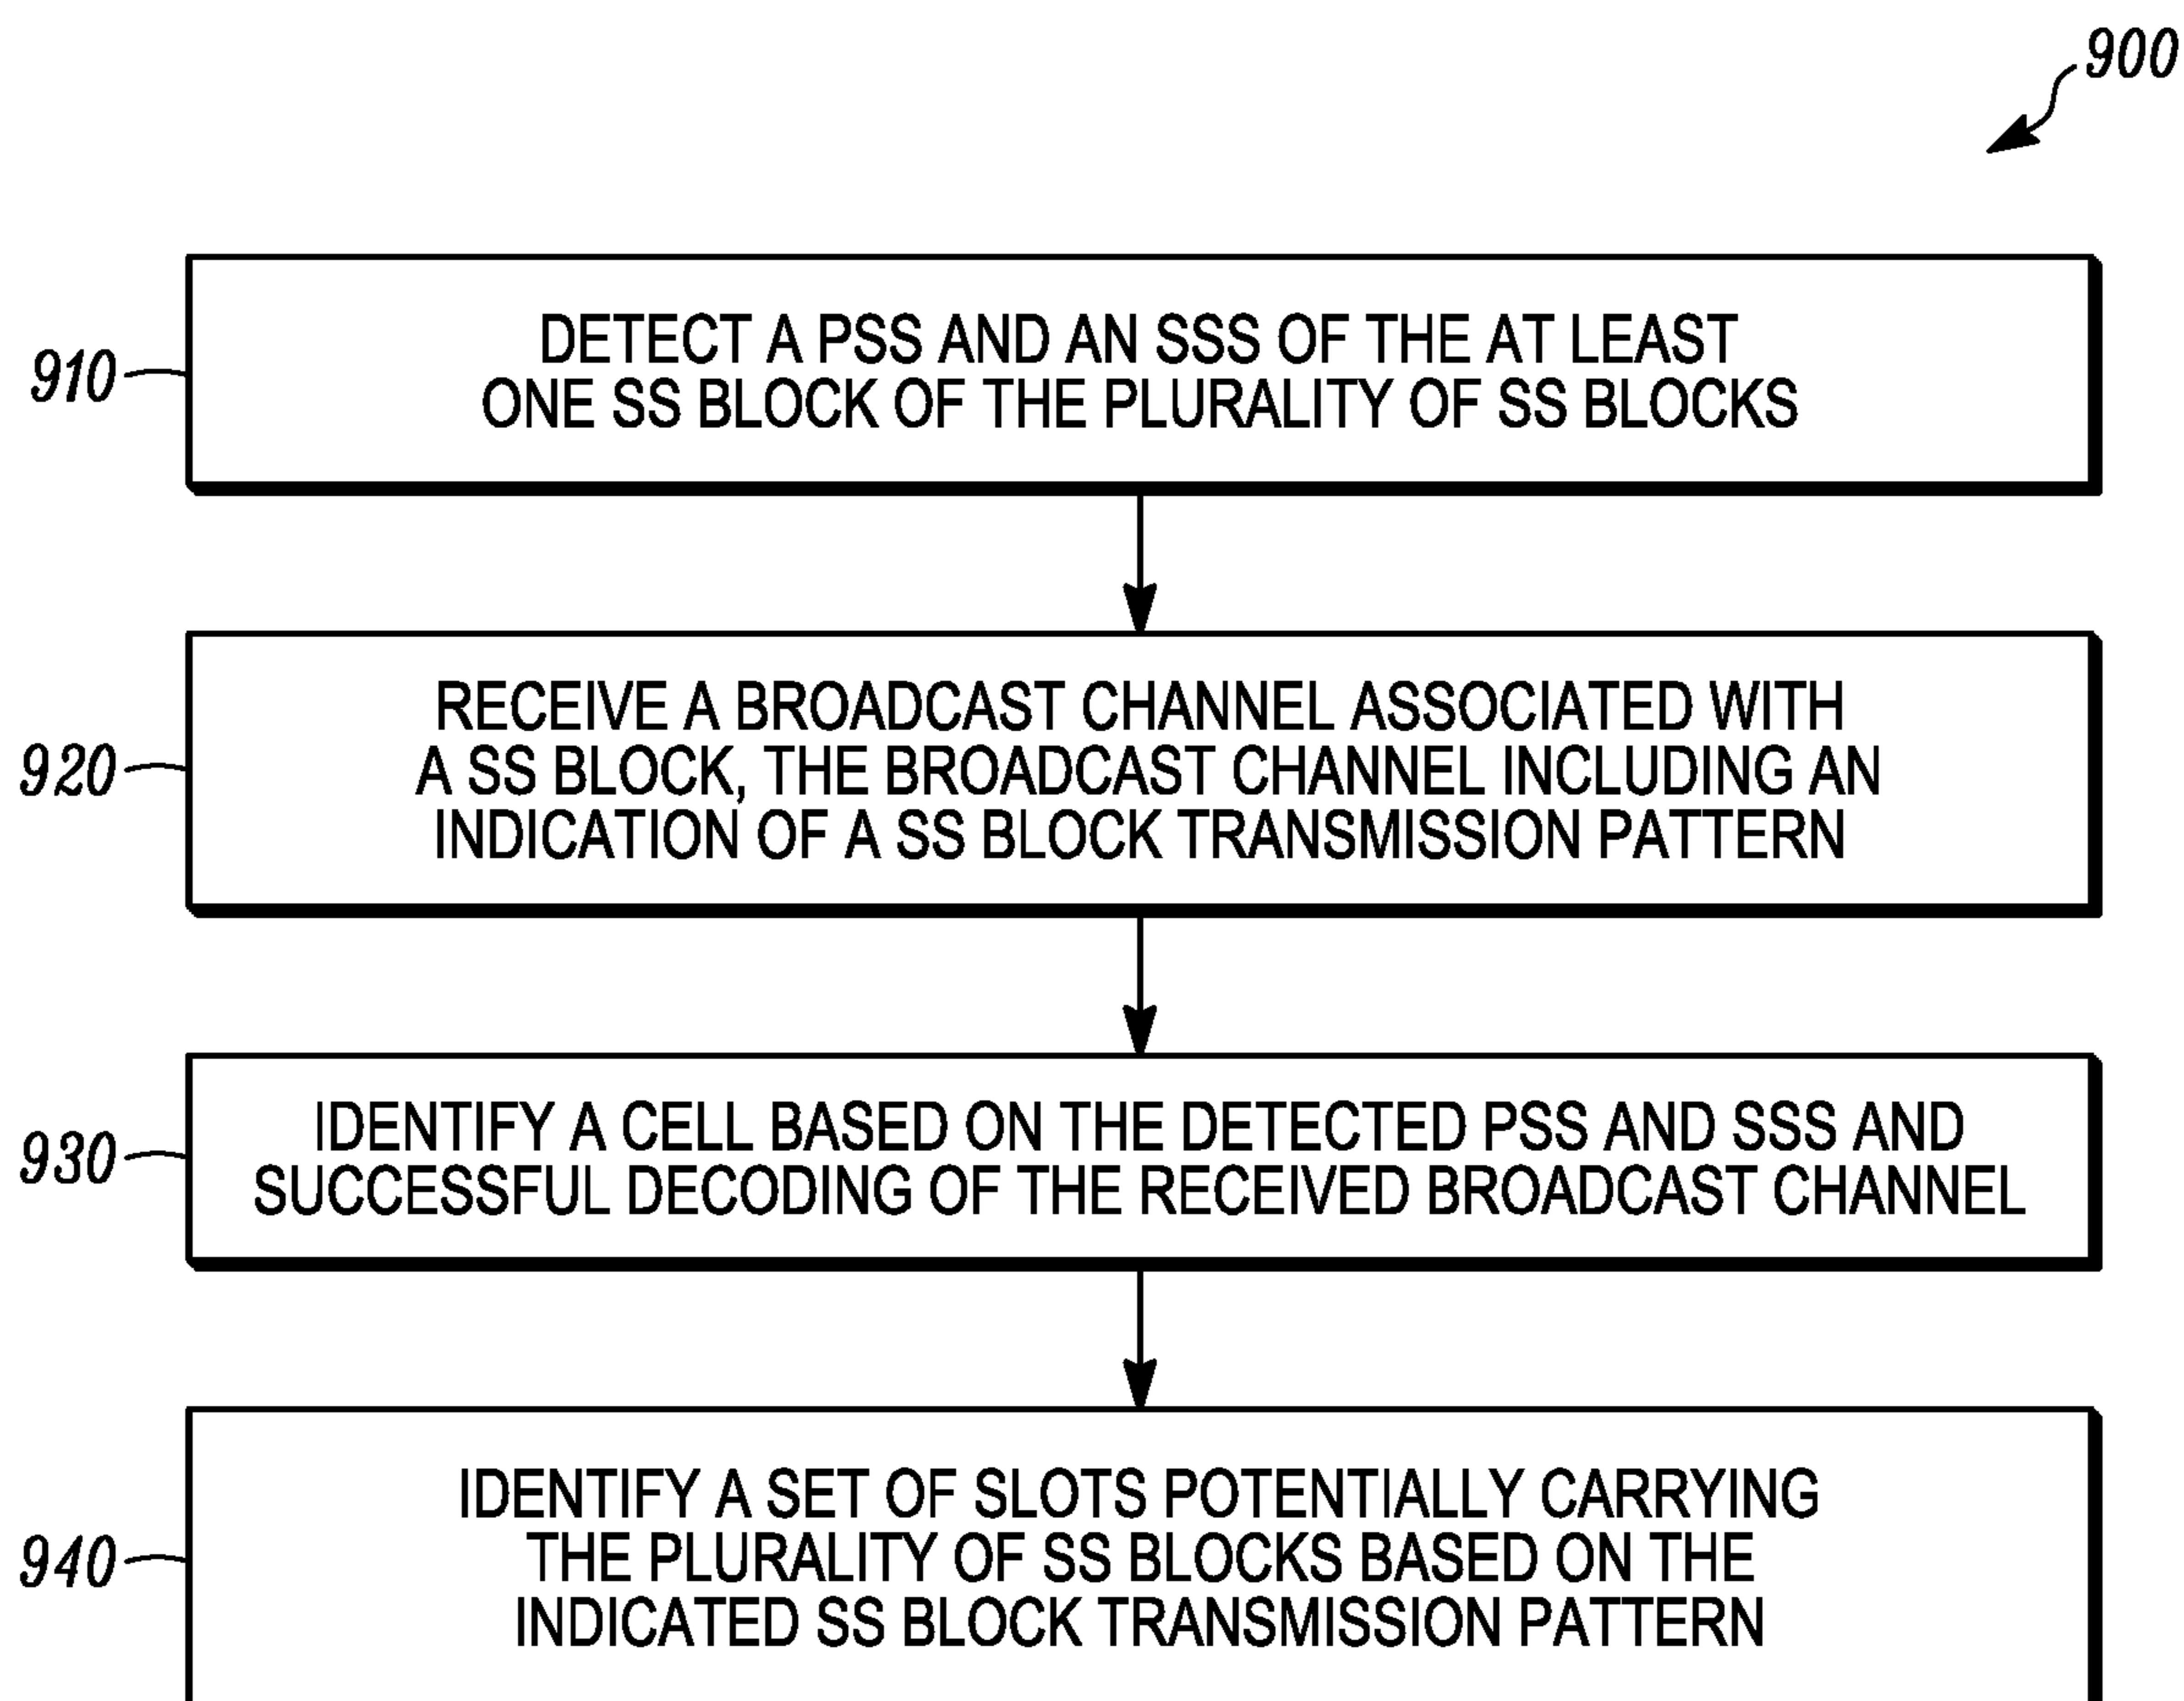 900
910
DETECT A PSS AND AN SSS OF THE AT LEAST
ONE SS BLOCK OF THE PLURALITY OF SS BLOCKS
920
RECEIVE A BROADCAST CHANNEL ASSOCIATED WITH
A SS BLOCK, THE BROADCAST CHANNEL INCLUDING AN
INDICATION OF A SS BLOCK TRANSMISSION PATTERN
930
IDENTIFY A CELL BASED ON THE DETECTED PSS AND SSS AND
SUCCESSFUL DECODING OF THE RECEIVED BROADCAST CHANNEL
940
IDENTIFY A SET OF SLOTS POTENTIALLY CARRYING
THE PLURALITY OF SS BLOCKS BASED ON THE
INDICATED SS BLOCK TRANSMISSION PATTERN